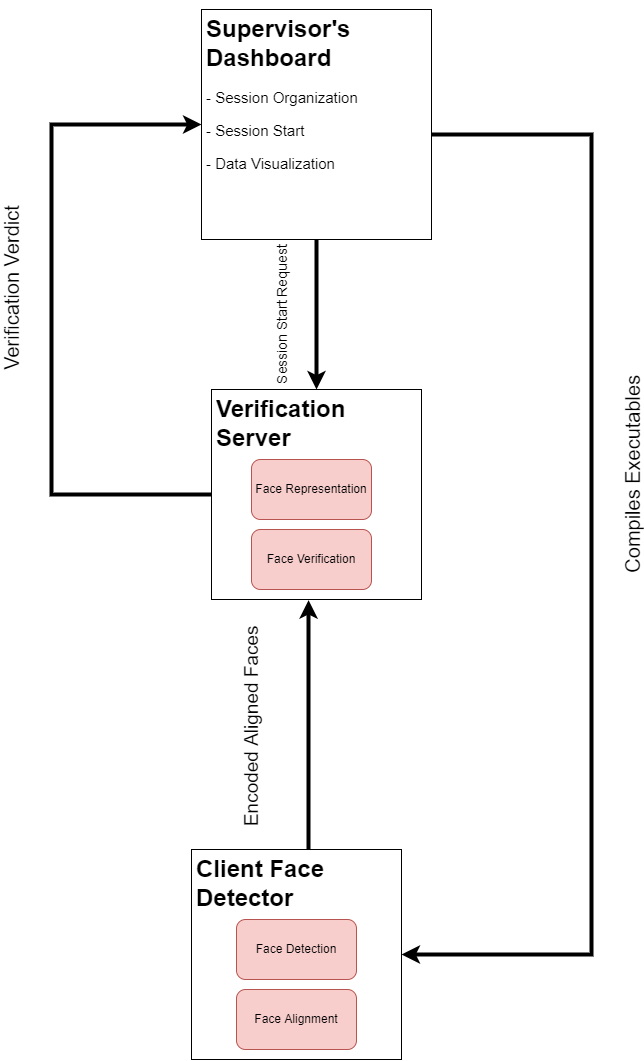 Supervisor's
Dashboard
- Session Organization
- Session Start
- Data Visualization
Verification Verdict
Session Start Request
Compiles Executables
Verification
Server
Face Representation
Face Verification
Encoded Aligned Faces
Client Face
Detector
Face Detection
Face Alignment